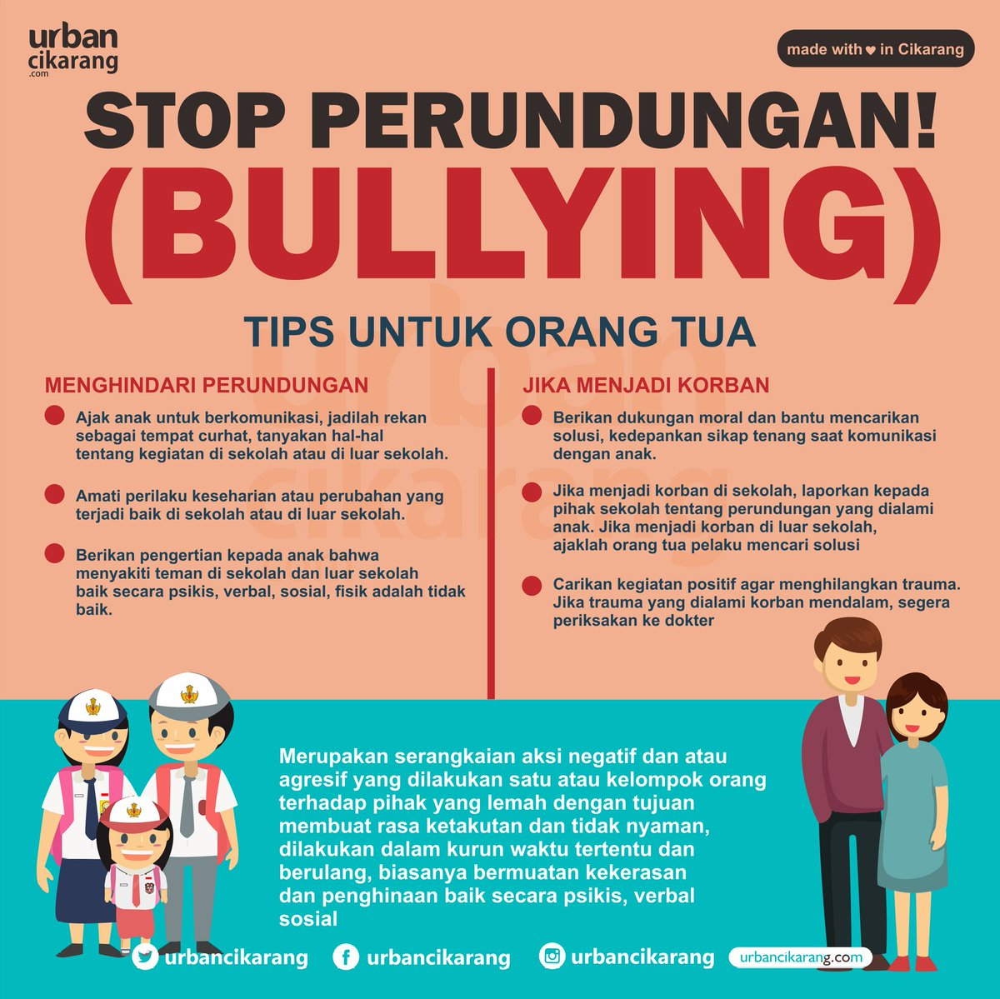 urban
cikarang
.com
made with in Cikarang
STOP PERUNDUNGAN!
(BULLYING)
TIPS UNTUK ORANG TUA
MENGHINDARI PERUNDUNGAN
Ajak anak untuk berkomunikasi, jadilah rekan
sebagai tempat curhat, tanyakan hal-hal
tentang kegiatan di sekolah atau di luar sekolah.
Amati perilaku keseharian atau perubahan yang
terjadi baik di sekolah atau di luar sekolah.
Berikan pengertian kepada anak bahwa
menyakiti teman di sekolah dan luar sekolah
baik secara psikis, verbal, sosial, fisik adalah tidak
baik.
JIKA MENJADI KORBAN
Berikan dukungan moral dan bantu mencarikan
solusi, kedepankan sikap tenang saat komunikasi
dengan anak.
Jika menjadi korban di sekolah, laporkan kepada
pihak sekolah tentang perundungan yang dialami
anak. Jika menjadi korban di luar sekolah,
ajaklah orang tua pelaku mencari solusi
Carikan kegiatan positif agar menghilangkan trauma.
Jika trauma yang dialami korban mendalam, segera
periksakan ke dokter
urban
cikarang
Merupakan serangkaian aksi negatif dan atau
agresif yang dilakukan satu atau kelompok orang
terhadap pihak yang lemah dengan tujuan
membuat rasa ketakutan dan tidak nyaman,
dilakukan dalam kurun waktu tertentu dan
berulang, biasanya bermuatan kekerasan
dan penghinaan baik secara psikis, verbal
sosial
urbancikarang
urbancikarang
urbancikarang
urbancikarang.com